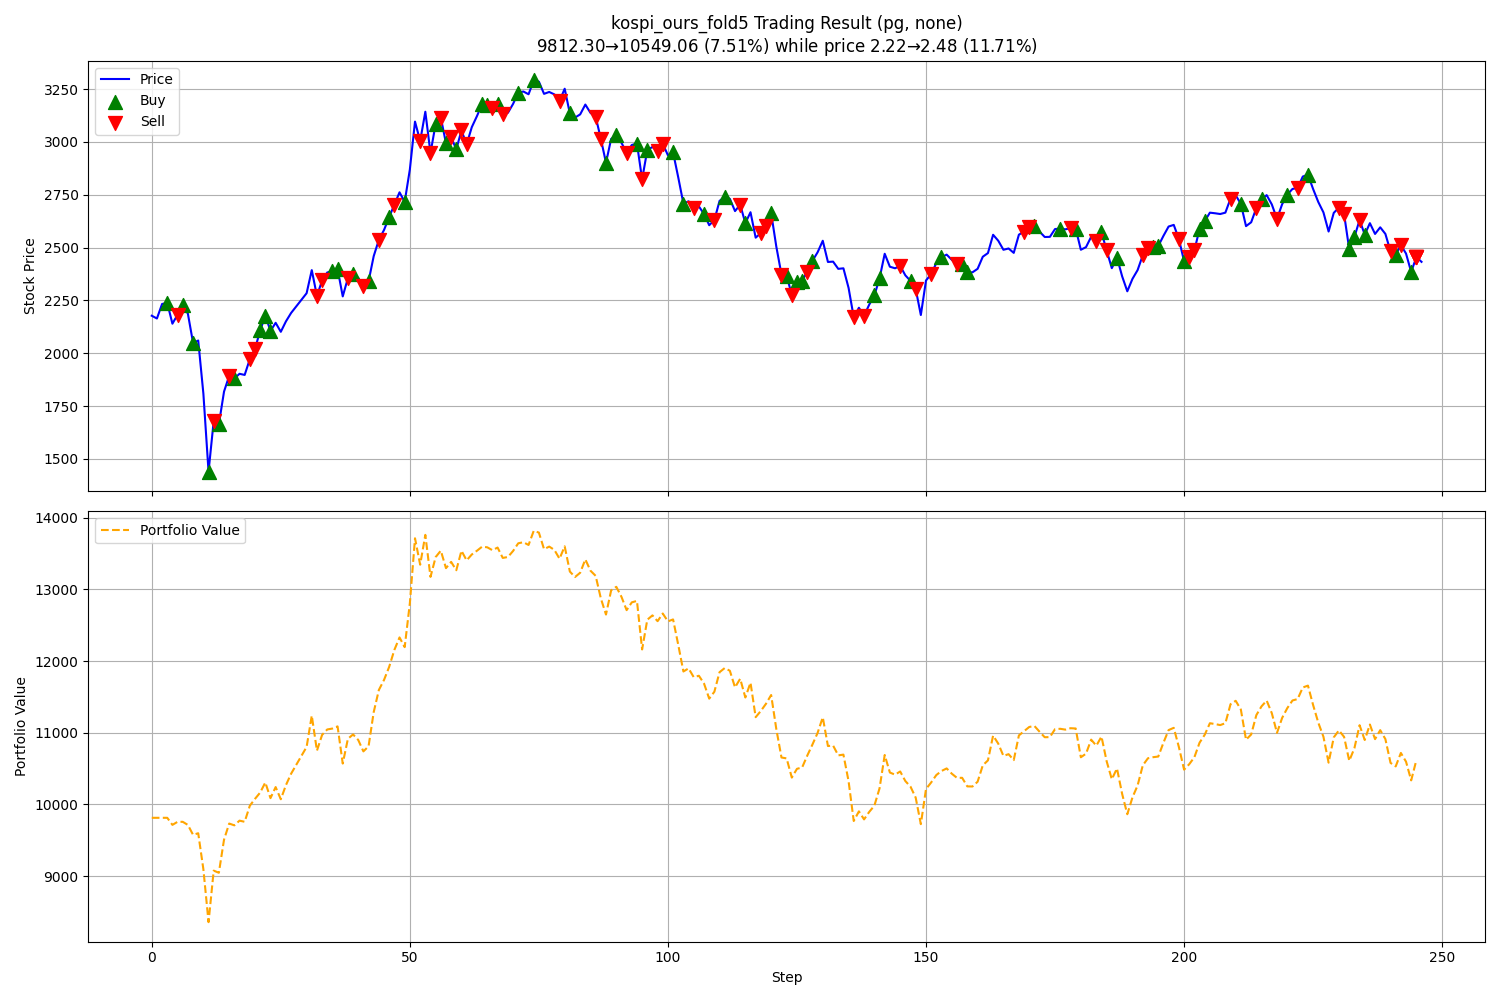 kospi_ours_fold5 Trading Result (pg, none)
9812.30→10549.06 (7.51%) while price 2.22→2.48 (11.71%)
Price
Buy
Sell
Stock Price
3250
3000
2750
2500
2250
2000
1750
1500
Portfolio Value
Portfolio Value
14000
13000
12000
11000
10000
9000
0
50
100
150
200
250
Step